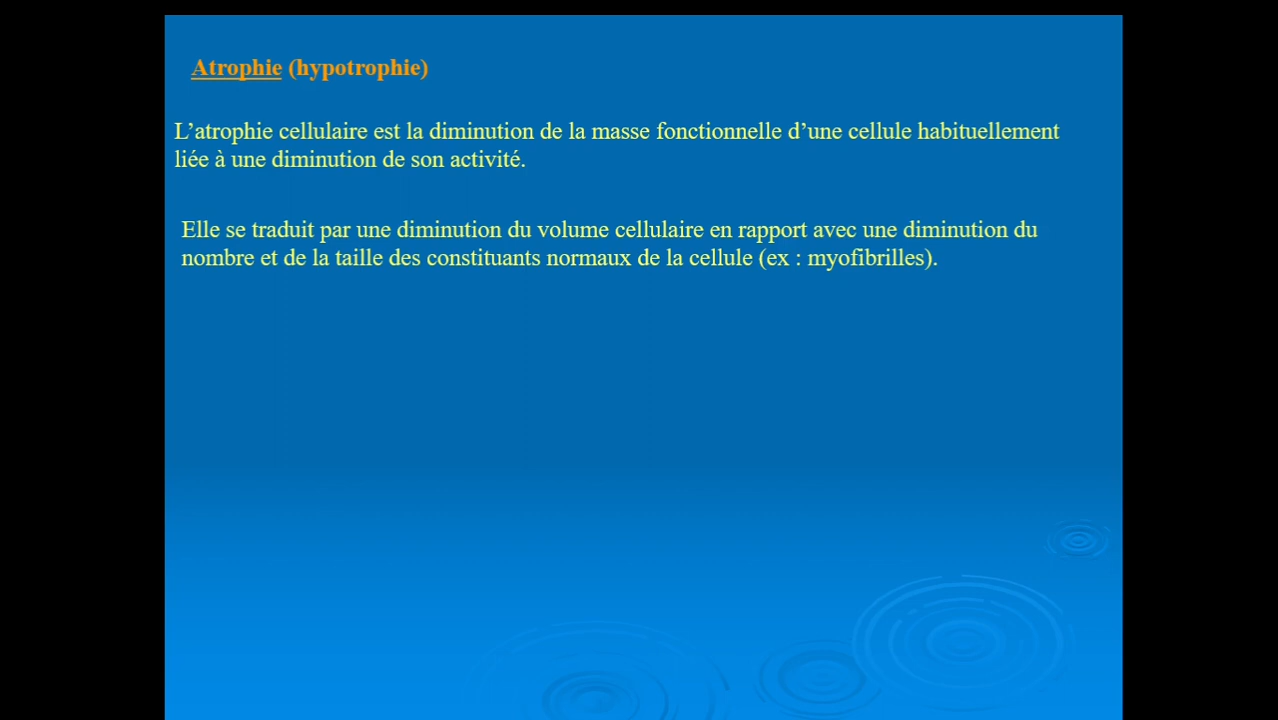 Atrophie (hypotrophie)
L’atrophie cellulaire est la diminution de la masse fonctionnelle d’une cellule habituellement
liée à une diminution de son activité.
Elle se traduit par une diminution du volume cellulaire en rapport avec une diminution du
nombre et de la taille des constituants normaux de la cellule (ex : myofibrilles).